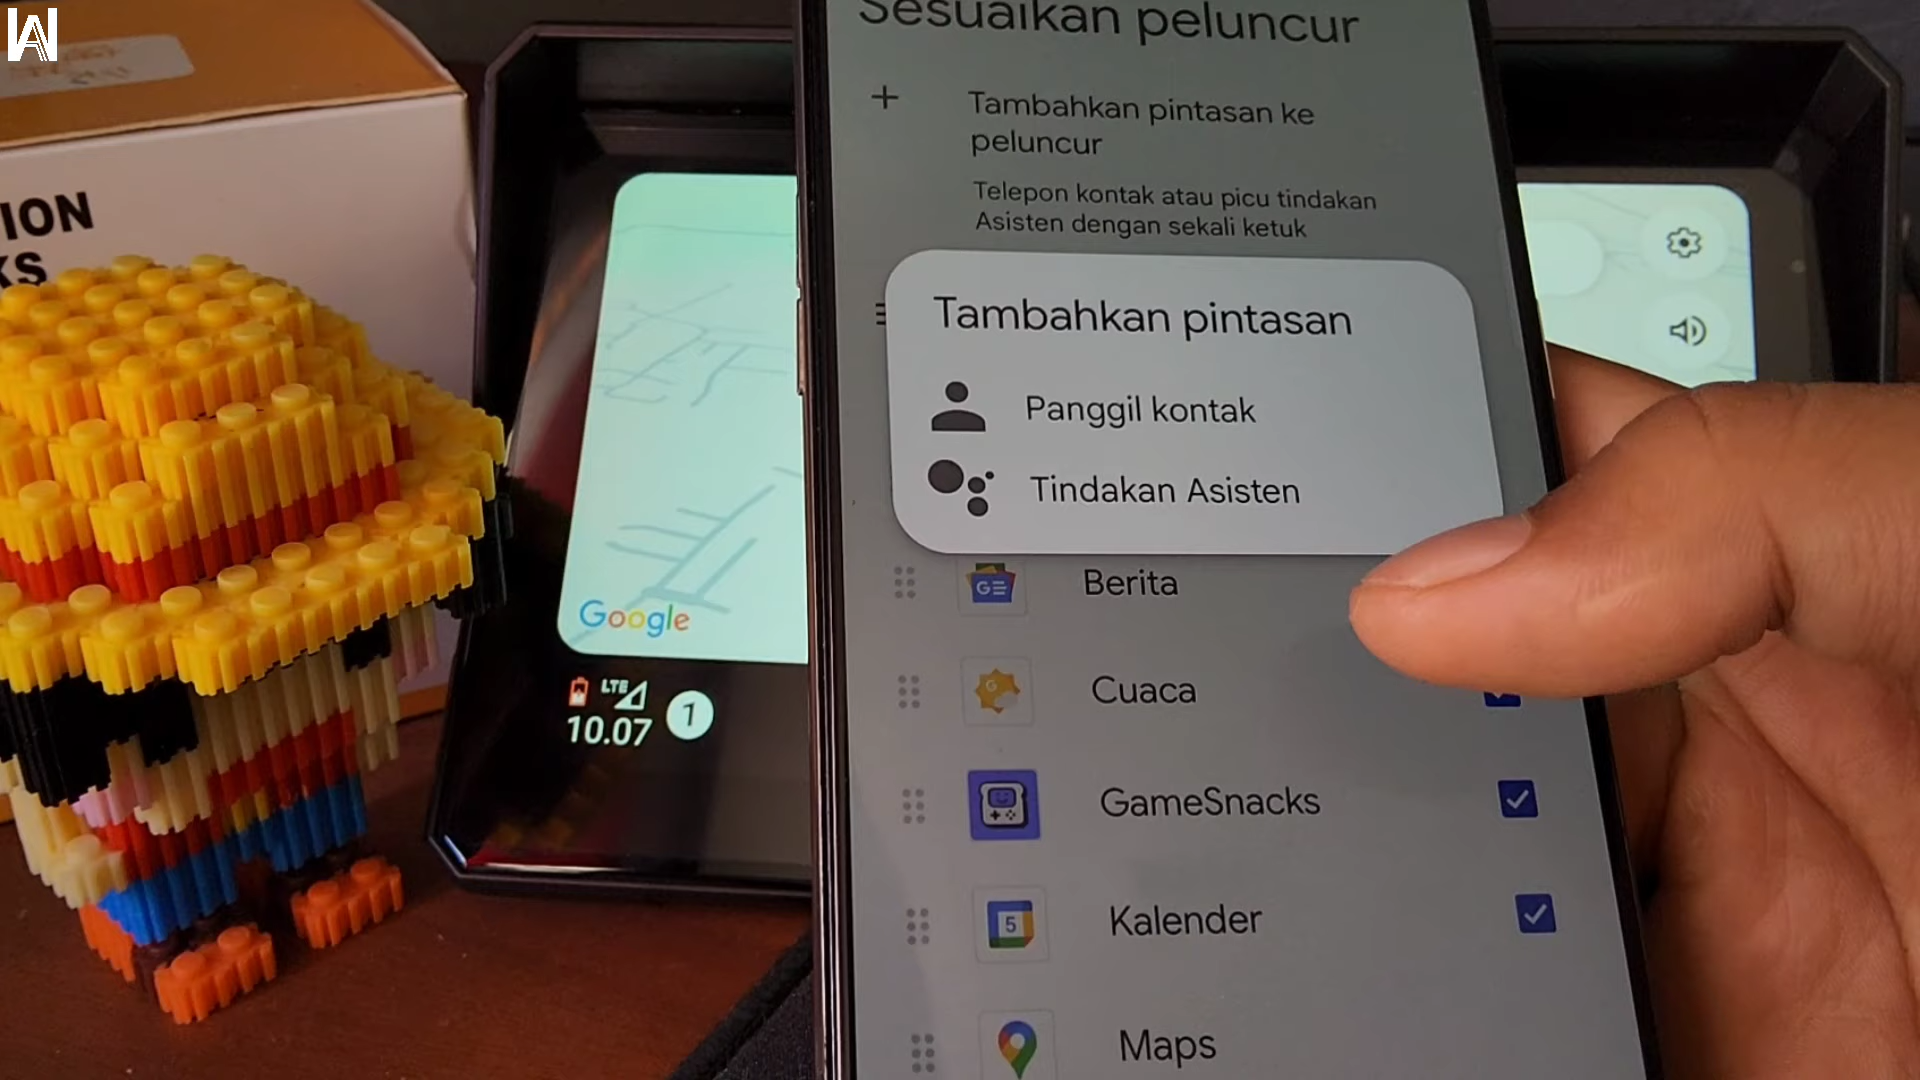 ION
KS
Sesuaikan peluncur
Tambahkan pintasan ke
peluncur
Telepon kontak atau picu tindakan
Asisten dengan sekali ketuk
Tambahkan pintasan
Panggil kontak
Tindakan Asisten
Berita
Cuaca
GameSnacks
5
Kalender
Maps
Google
LTE
10.07
1